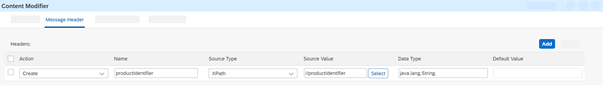 Content Modifier
Message Header
Headers:
Add
Action Name Source Type Source Value Data Type Default Value
Create productidentifier XPath //productidentifier Select java.lang.String.